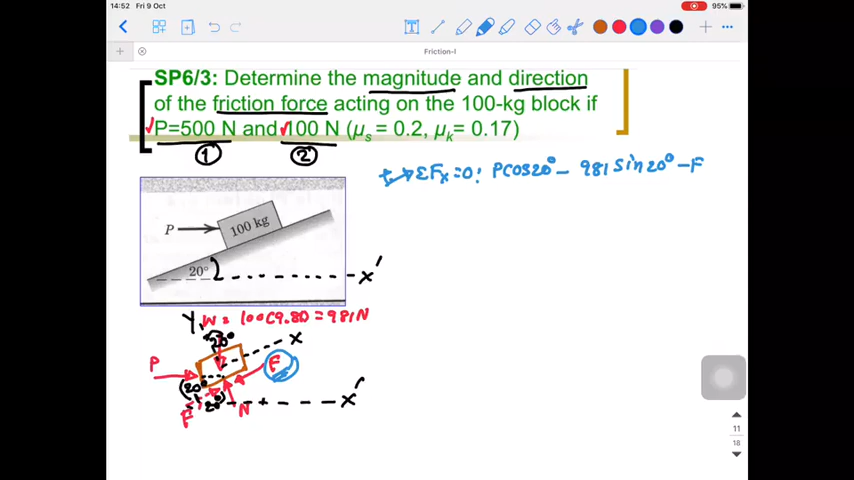 14:52 Fri 9 Oct
95%
Friction-I
SP6/3: Determine the magnitude and direction
of the friction force acting on the 100-kg block if
P=500 N and 100 N (μs = 0.2, μk= 0.17)
① ②
+ ΣFx=0: PCOS20° - 981 Sin20° - F
P 100 kg
20°
x'
Y W = 100(9.81) = 981N
20° x
P F
20°
20° N x'
F
11
18